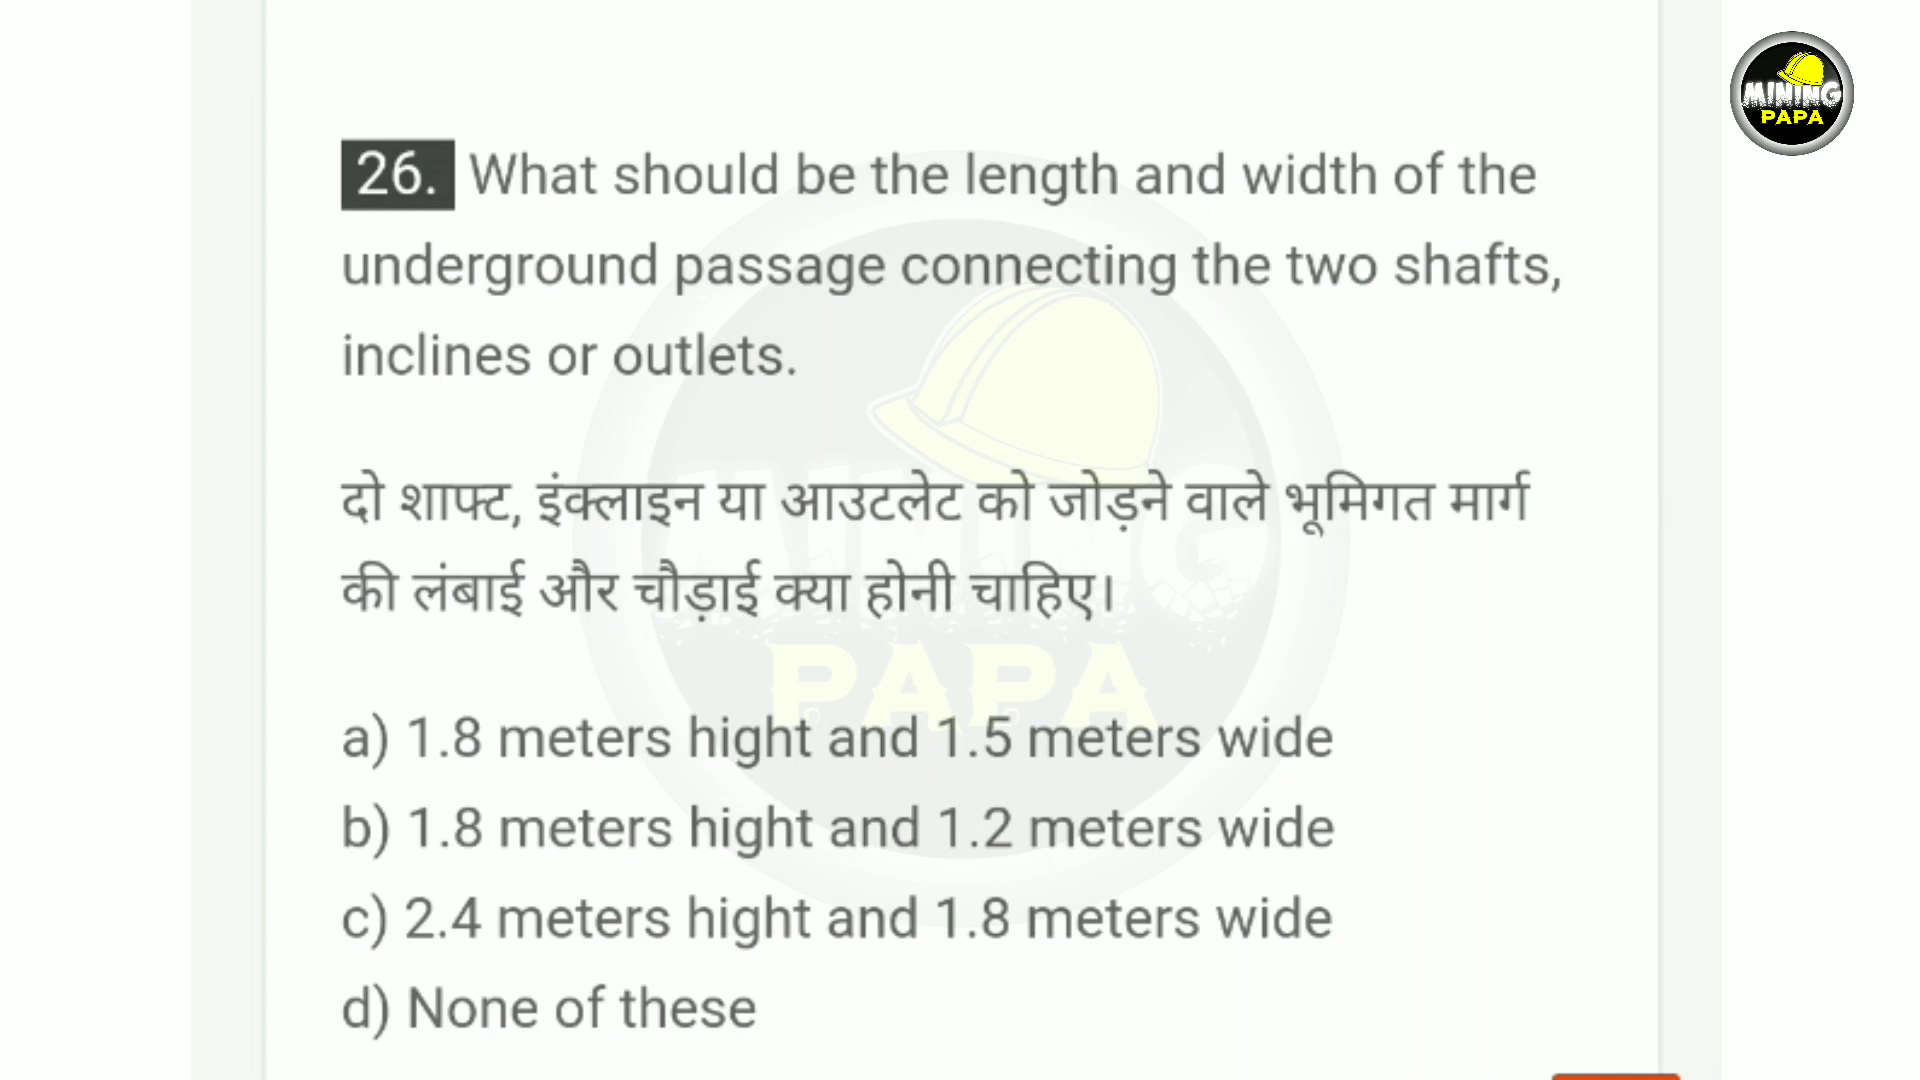 MINING
PAPA
26. What should be the length and width of the
underground passage connecting the two shafts,
inclines or outlets.
दो शाफ्ट, इंक्लाइन या आउटलेट को जोड़ने वाले भूमिगत मार्ग
की लंबाई और चौड़ाई क्या होनी चाहिए।
MINING
PAPA
a) 1.8 meters hight and 1.5 meters wide
b) 1.8 meters hight and 1.2 meters wide
c) 2.4 meters hight and 1.8 meters wide
d) None of these